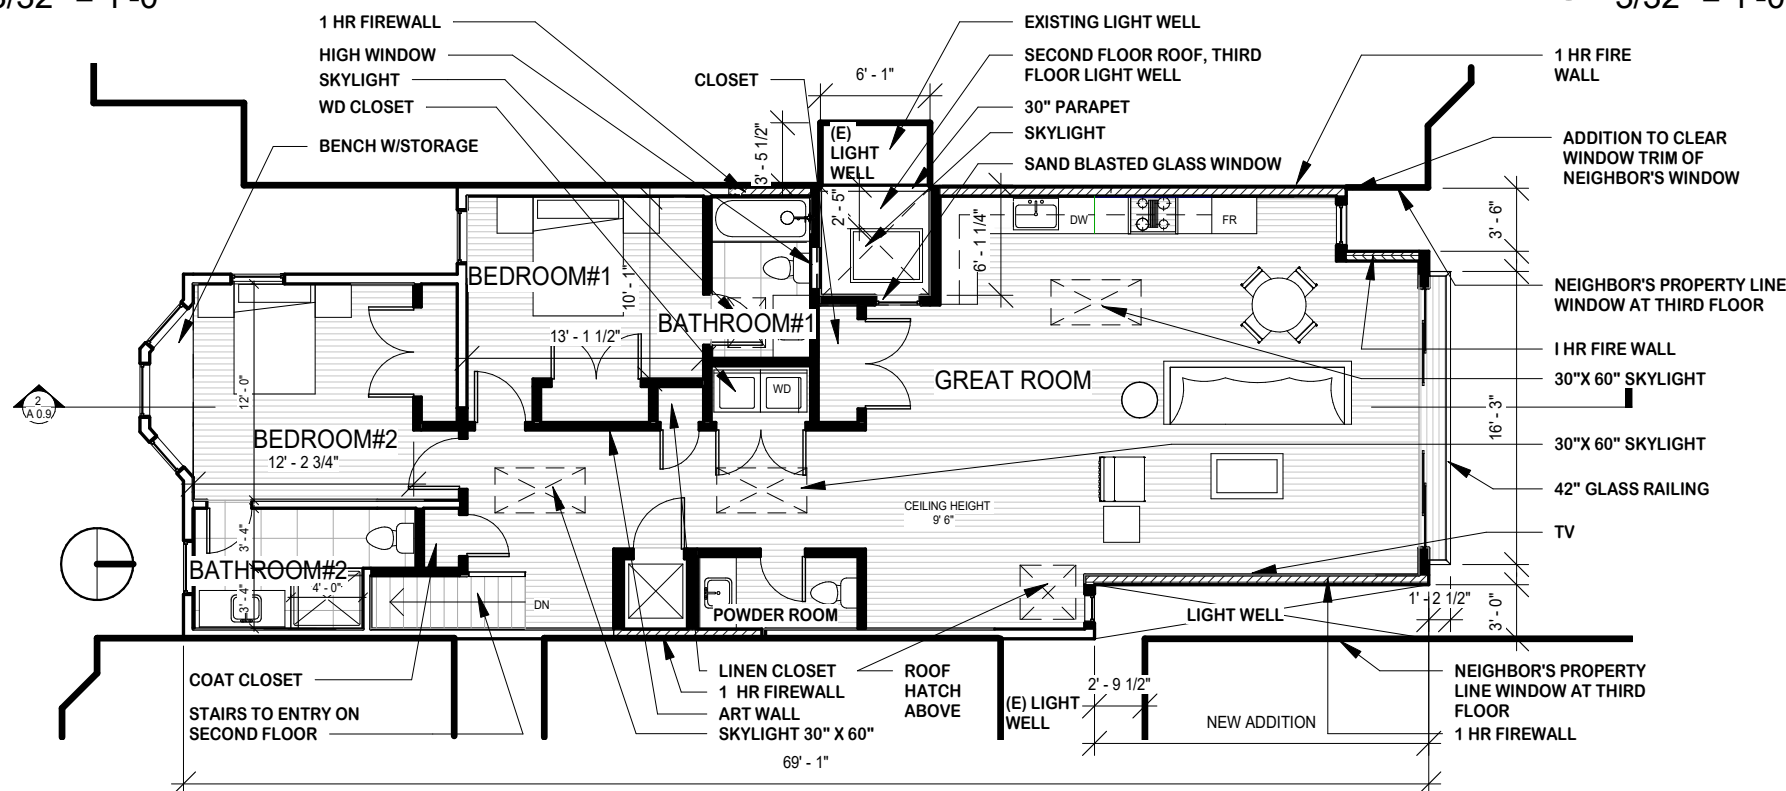 3/32" = 1'-0"
3/32" = 1'-0"
1 HR FIREWALL
HIGH WINDOW
SKYLIGHT
WD CLOSET
BENCH W/STORAGE
CLOSET
6' - 1"
EXISTING LIGHT WELL
SECOND FLOOR ROOF, THIRD
FLOOR LIGHT WELL
30" PARAPET
SKYLIGHT
SAND BLASTED GLASS WINDOW
1 HR FIRE
WALL
ADDITION TO CLEAR
WINDOW TRIM OF
NEIGHBOR'S WINDOW
3' - 5 1/2"
(E)
LIGHT
WELL
2' - 5"
6' - 1 1/4"
DW
FR
3' - 6"
NEIGHBOR'S PROPERTY LINE
WINDOW AT THIRD FLOOR
I HR FIRE WALL
30"X 60" SKYLIGHT
16' - 3"
30"X 60" SKYLIGHT
42" GLASS RAILING
TV
BEDROOM#1
10' - 1"
13' - 1 1/2"
BATHROOM#1
WD
GREAT ROOM
2
A 0.9
12' - 0"
BEDROOM#2
12' - 2 3/4"
CEILING HEIGHT
9' 6"
3' - 4"
BATHROOM#2
4' - 0"
3' - 4"
DN
POWDER ROOM
LIGHT WELL
1' - 2 1/2"
3' - 0"
COAT CLOSET
STAIRS TO ENTRY ON
SECOND FLOOR
LINEN CLOSET
1 HR FIREWALL
ART WALL
SKYLIGHT 30" X 60"
ROOF
HATCH
ABOVE
(E) LIGHT
WELL
2' - 9 1/2"
NEW ADDITION
NEIGHBOR'S PROPERTY
LINE WINDOW AT THIRD
FLOOR
1 HR FIREWALL
69' - 1"